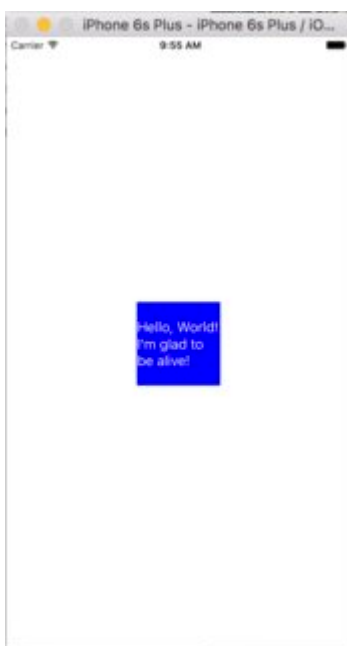 iPhone 6s Plus - iPhone 6s Plus / iO...
Carrier 9:55 AM
Hello, World!
I'm glad to
be alive!